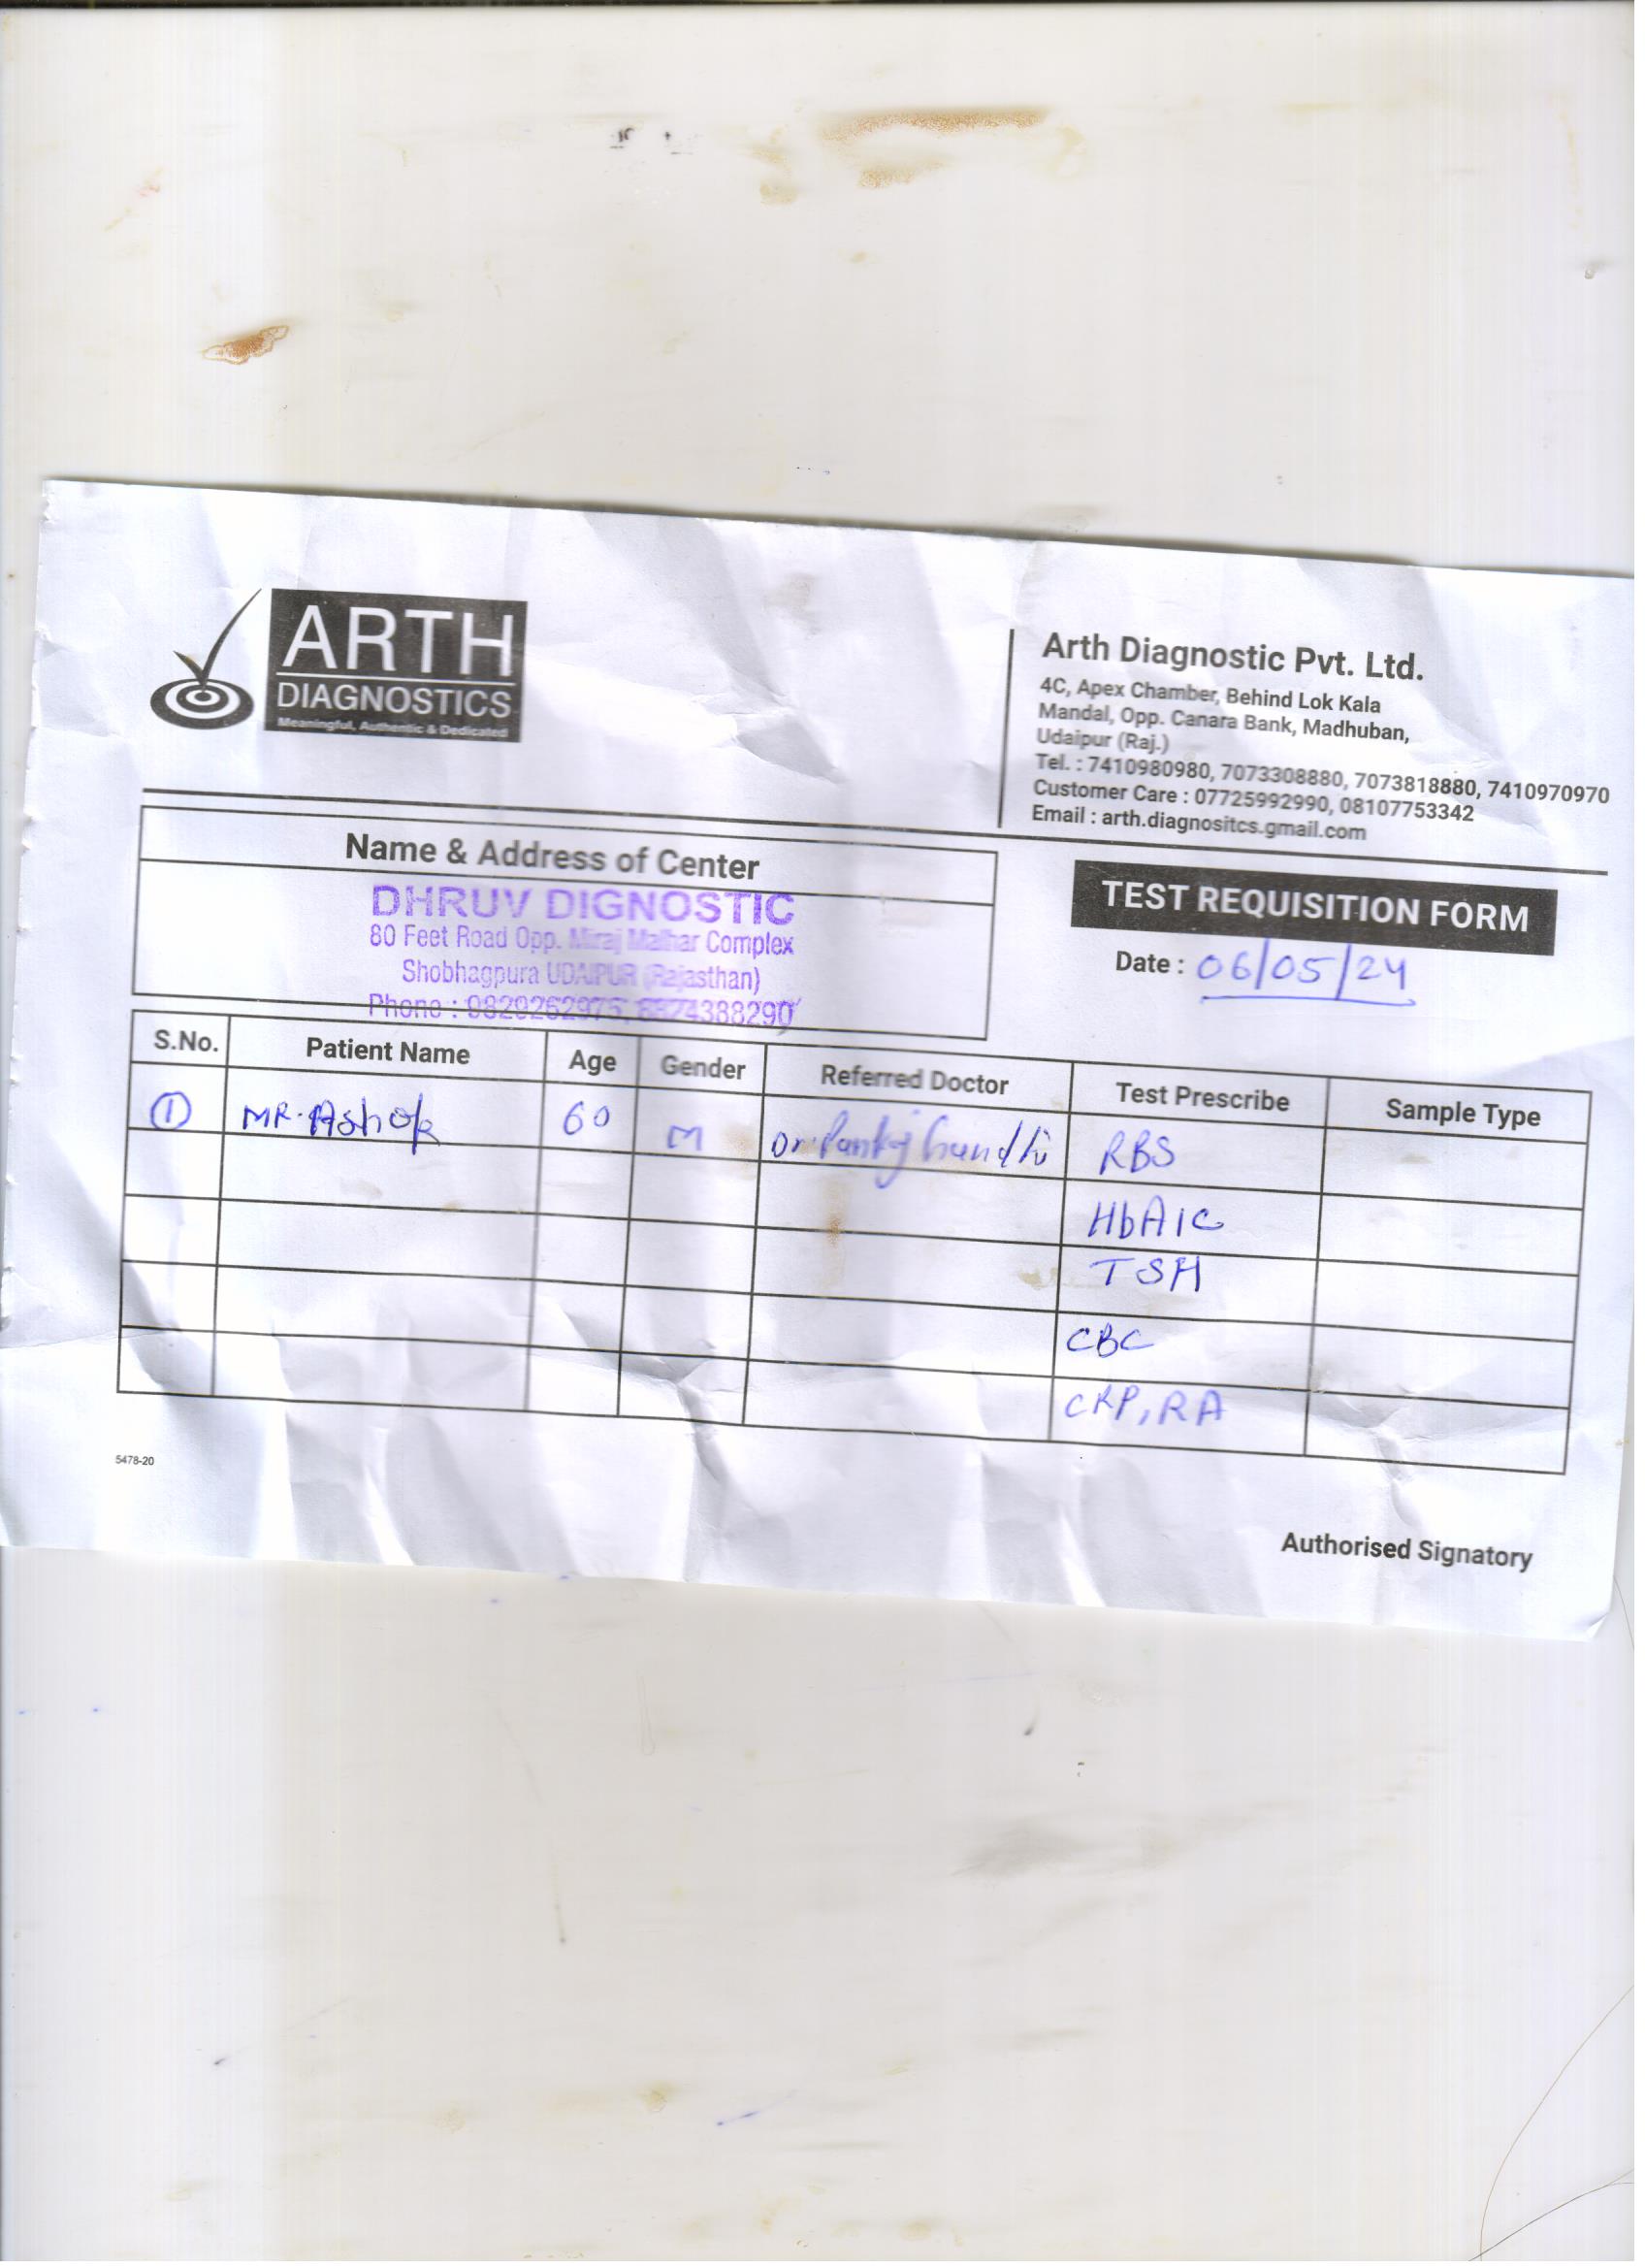 ARTH
DIAGNOSTICS
Meaningful, Authentic & Dedicated
Arth Diagnostic Pvt. Ltd.
4C, Apex Chamber, Behind Lok Kala
Mandal, Opp. Canara Bank, Madhuban,
Udaipur (Raj.)
Tel. : 7410980980, 7073308880, 7073818880, 7410970970
Customer Care : 07725992990, 08107753342
Email : arth.diagnositcs.gmail.com
Name & Address of Center
DHRUV DIGNOSTIC
80 Feet Road Opp. Miraj Malhar Complex
Shobhagpura UDAIPUR (Rajasthan)
Phone :
TEST REQUISITION FORM
Date : 06/05/24
S.No. Patient Name Age Gender Referred Doctor Test Prescribe Sample Type
1 MR. Ashok 60 M Dr. RBS
HbA1C
TSH
CBC
CRP, RA
5478-20
Authorised Signatory